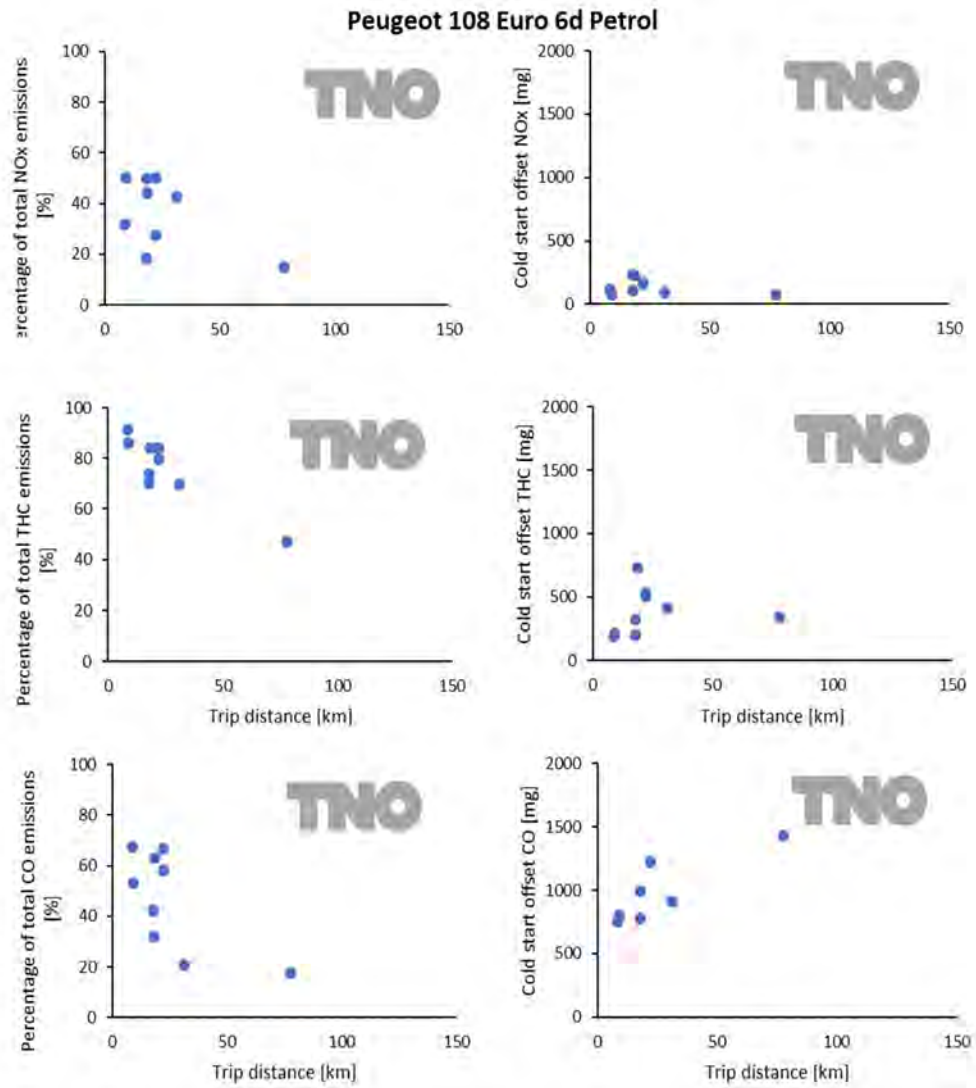 Peugeot 108 Euro 6d Petrol
ercentage of total NOx emissions
[%]
100
80
60
40
20
0
0 50 100 150
TNO
Cold start offset NOx [mg]
2000
1500
1000
500
0
0 50 100 150
TNO
Percentage of total THC emissions
[%]
100
80
60
40
20
0
0 50 100 150
Trip distance [km]
TNO
Cold start offset THC [mg]
2000
1500
1000
500
0
0 50 100 150
Trip distance [km]
TNO
Percentage of total CO emissions
[%]
100
80
60
40
20
0
0 50 100 150
Trip distance [km]
TNO
Cold start offset CO [mg]
2000
1500
1000
500
0
0 50 100 150
Trip distance [km]
TNO